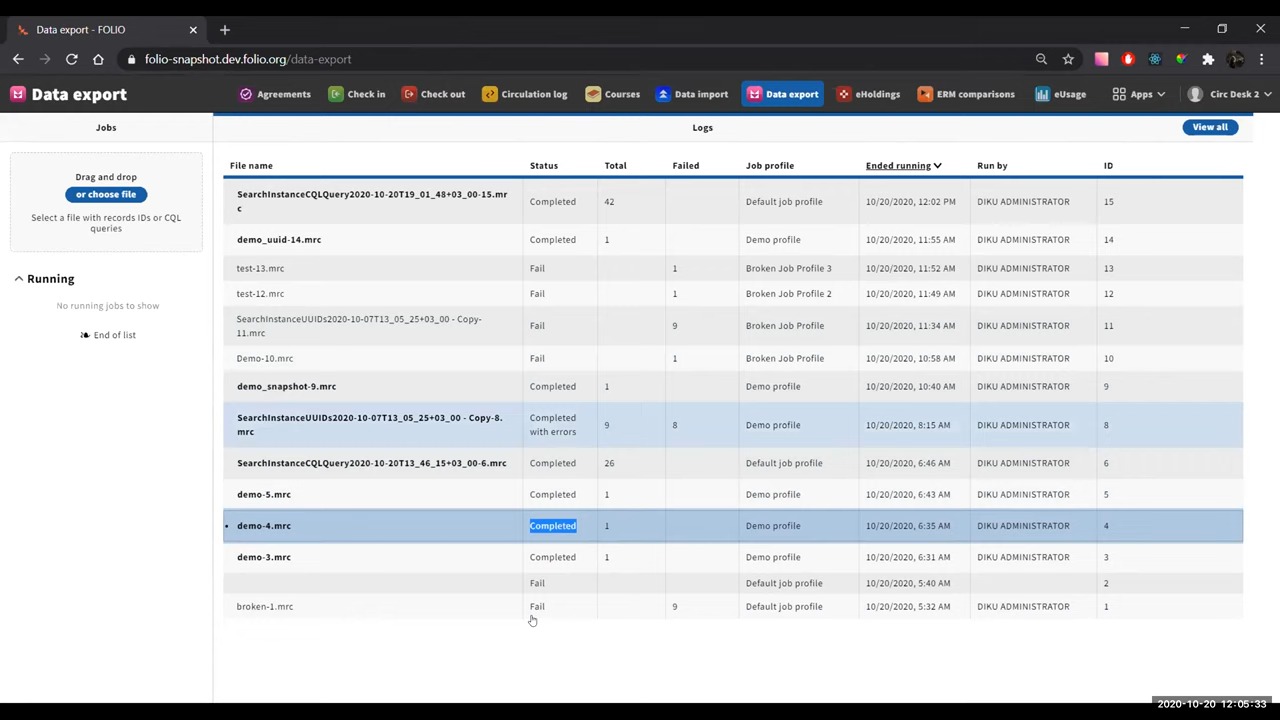 Data export - FOLIO
folio-snapshot.dev.folio.org/data-export
Data export Agreements Check in Check out Circulation log Courses Data import Data export eHoldings ERM comparisons eUsage Apps Circ Desk 2
Jobs Logs View all
Drag and drop
or choose file
Select a file with records IDs or CQL
queries
Running
No running jobs to show
End of list
File name Status Total Failed Job profile Ended running Run by ID
SearchInstanceCQLQuery2020-10-20T19_01_48+03_00-15.mr
c Completed 42 Default job profile 10/20/2020, 12:02 PM DIKU ADMINISTRATOR 15
demo_uuid-14.mrc Completed 1 Demo profile 10/20/2020, 11:55 AM DIKU ADMINISTRATOR 14
test-13.mrc Fail 1 Broken Job Profile 3 10/20/2020, 11:52 AM DIKU ADMINISTRATOR 13
test-12.mrc Fail 1 Broken Job Profile 2 10/20/2020, 11:49 AM DIKU ADMINISTRATOR 12
SearchInstanceUUIDs2020-10-07T13_05_25+03_00 - Copy-
11.mrc Fail 9 Broken Job Profile 10/20/2020, 11:34 AM DIKU ADMINISTRATOR 11
Demo-10.mrc Fail 1 Broken Job Profile 10/20/2020, 10:58 AM DIKU ADMINISTRATOR 10
demo_snapshot-9.mrc Completed 1 Demo profile 10/20/2020, 10:40 AM DIKU ADMINISTRATOR 9
SearchInstanceUUIDs2020-10-07T13_05_25+03_00 - Copy-8. Completed
mrc with errors 9 8 Demo profile 10/20/2020, 8:15 AM DIKU ADMINISTRATOR 8
SearchInstanceCQLQuery2020-10-20T13_46_15+03_00-6.mrc Completed 26 Default job profile 10/20/2020, 6:46 AM DIKU ADMINISTRATOR 6
demo-5.mrc Completed 1 Demo profile 10/20/2020, 6:43 AM DIKU ADMINISTRATOR 5
demo-4.mrc Completed 1 Demo profile 10/20/2020, 6:35 AM DIKU ADMINISTRATOR 4
demo-3.mrc Completed 1 Demo profile 10/20/2020, 6:31 AM DIKU ADMINISTRATOR 3
Fail Default job profile 10/20/2020, 5:40 AM 2
broken-1.mrc Fail 9 Default job profile 10/20/2020, 5:32 AM DIKU ADMINISTRATOR 1
2020-10-20 12:05:33